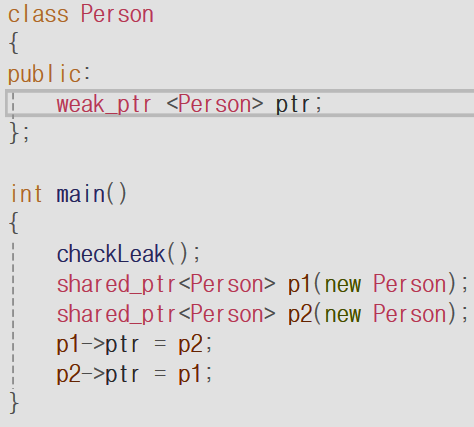 class Person
{
public:
    weak_ptr <Person> ptr;
};

int main()
{
    checkLeak();
    shared_ptr<Person> p1(new Person);
    shared_ptr<Person> p2(new Person);
    p1->ptr = p2;
    p2->ptr = p1;
}